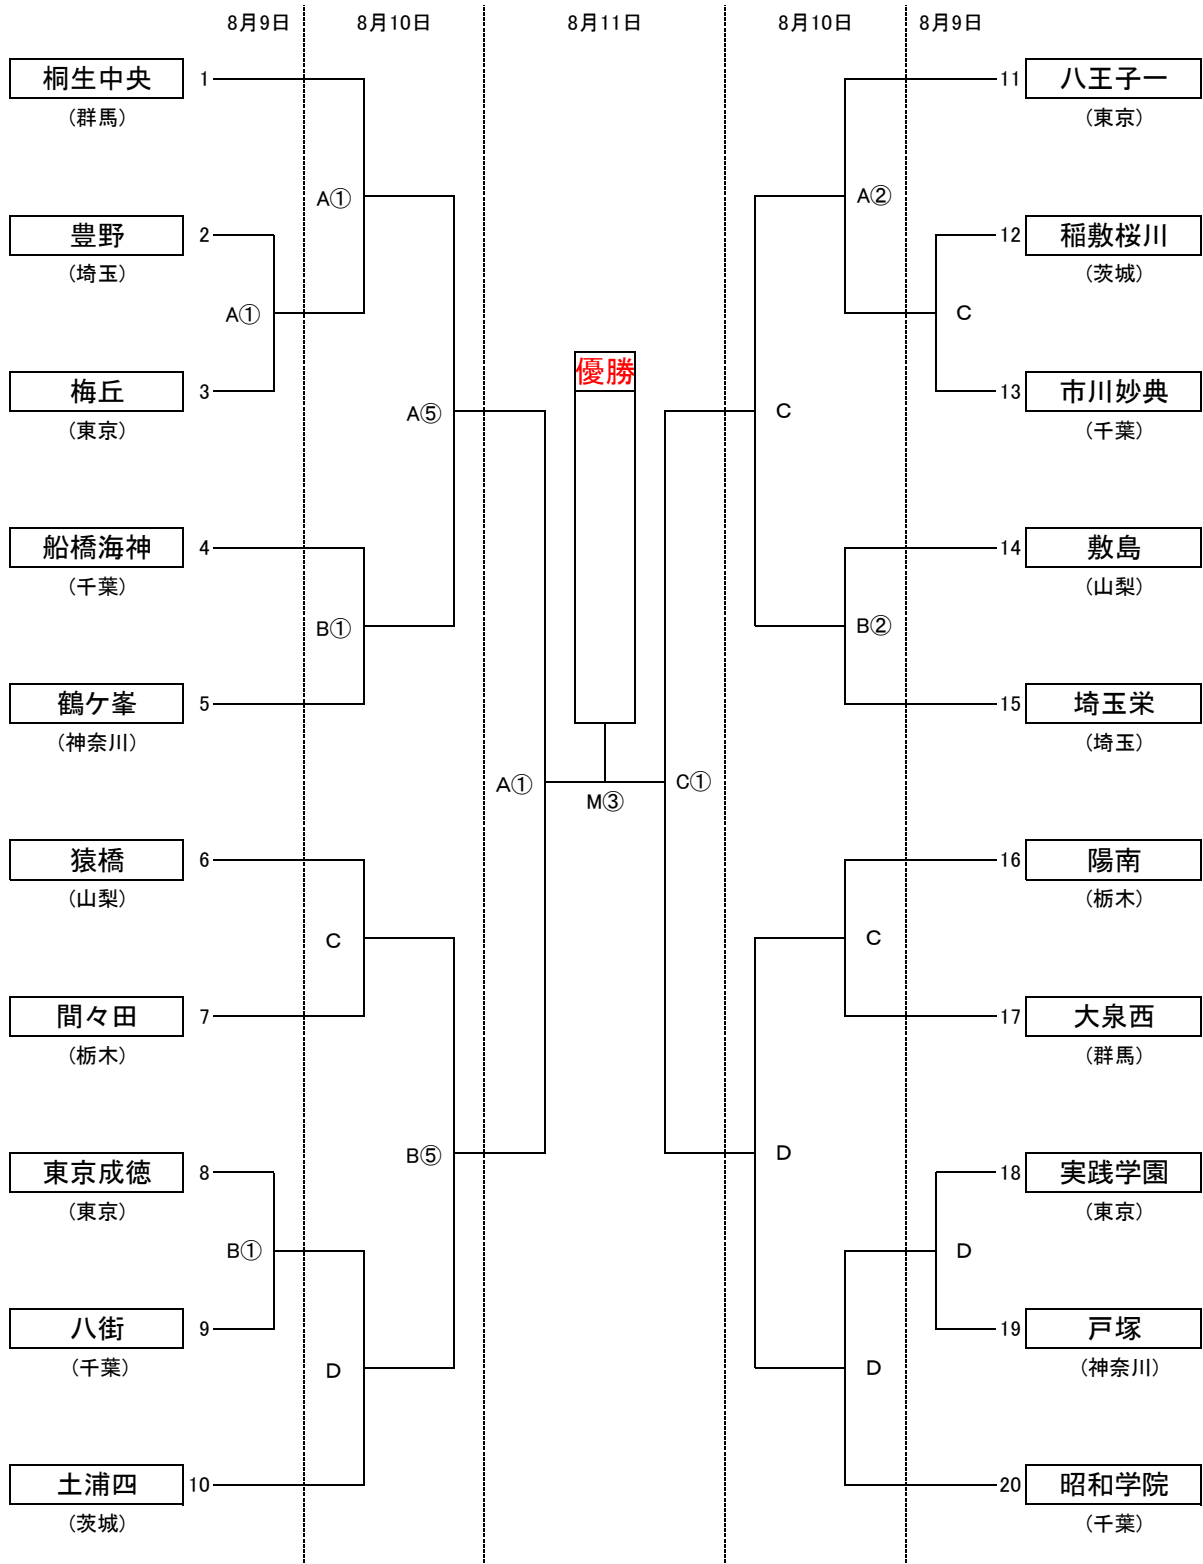 8月9日 8月10日 8月11日 8月10日 8月9日
桐生中央 1
(群馬)
A①
豊野 2
(埼玉)
A①
梅丘 3
(東京)
A⑤
船橋海神 4
(千葉)
B①
鶴ケ峯 5
(神奈川)
A①
猿橋 6
(山梨)
C
間々田 7
(栃木)
B⑤
東京成徳 8
(東京)
B①
八街 9
(千葉)
D
土浦四 10
(茨城)
優勝
M③
11 八王子一
(東京)
A②
12 稲敷桜川
(茨城)
C
13 市川妙典
(千葉)
C
14 敷島
(山梨)
B②
15 埼玉栄
(埼玉)
C①
16 陽南
(栃木)
C
17 大泉西
(群馬)
D
18 実践学園
(東京)
D
19 戸塚
(神奈川)
D
20 昭和学院
(千葉)